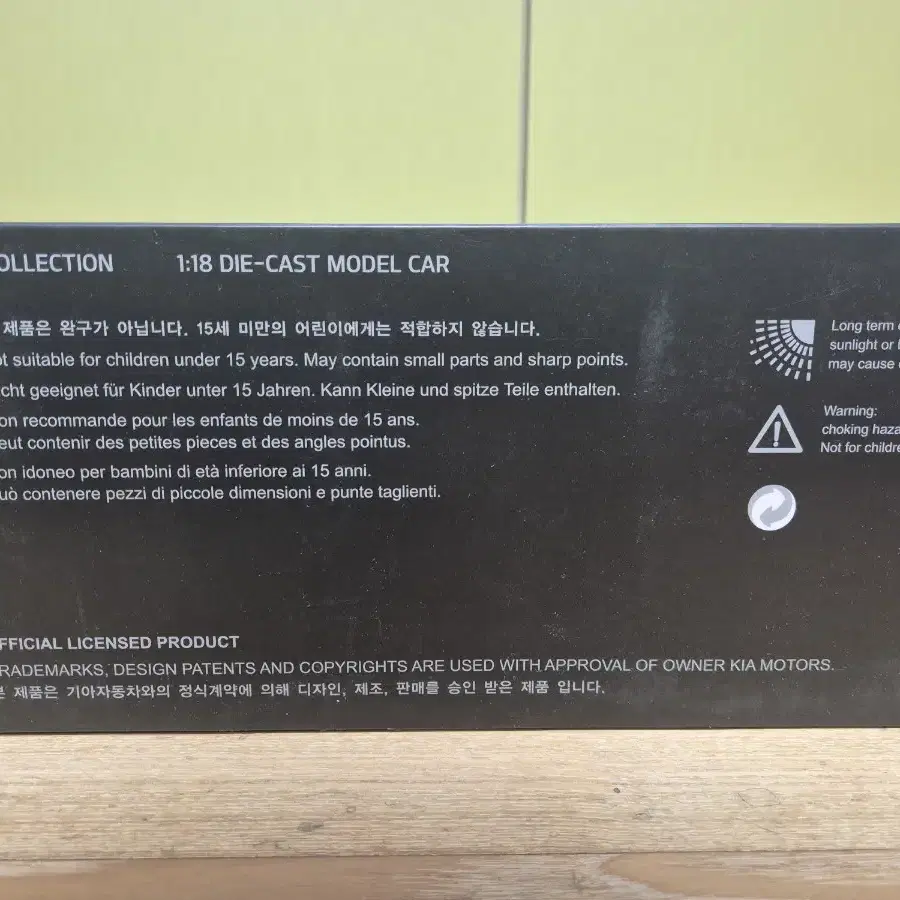 OLLECTION 1:18 DIE-CAST MODEL CAR
제품은 완구가 아닙니다. 15세 미만의 어린이에게는 적합하지 않습니다.
ot suitable for children under 15 years. May contain small parts and sharp points.
icht geeignet für Kinder unter 15 Jahren. Kann Kleine und spitze Teile enthalten.
on recommande pour les enfants de moins de 15 ans.
eut contenir des petites pieces et des angles pointus.
on idoneo per bambini di età inferiore ai 15 anni.
uò contenere pezzi di piccole dimensioni e punte taglienti.
Long term
sunlight or
may cause
Warning:
choking haza
Not for childre
FFICIAL LICENSED PRODUCT
RADEMARKS, DESIGN PATENTS AND COPYRIGHTS ARE USED WITH APPROVAL OF OWNER KIA MOTORS.
본 제품은 기아자동차와의 정식계약에 의해 디자인, 제조, 판매를 승인 받은 제품 입니다.